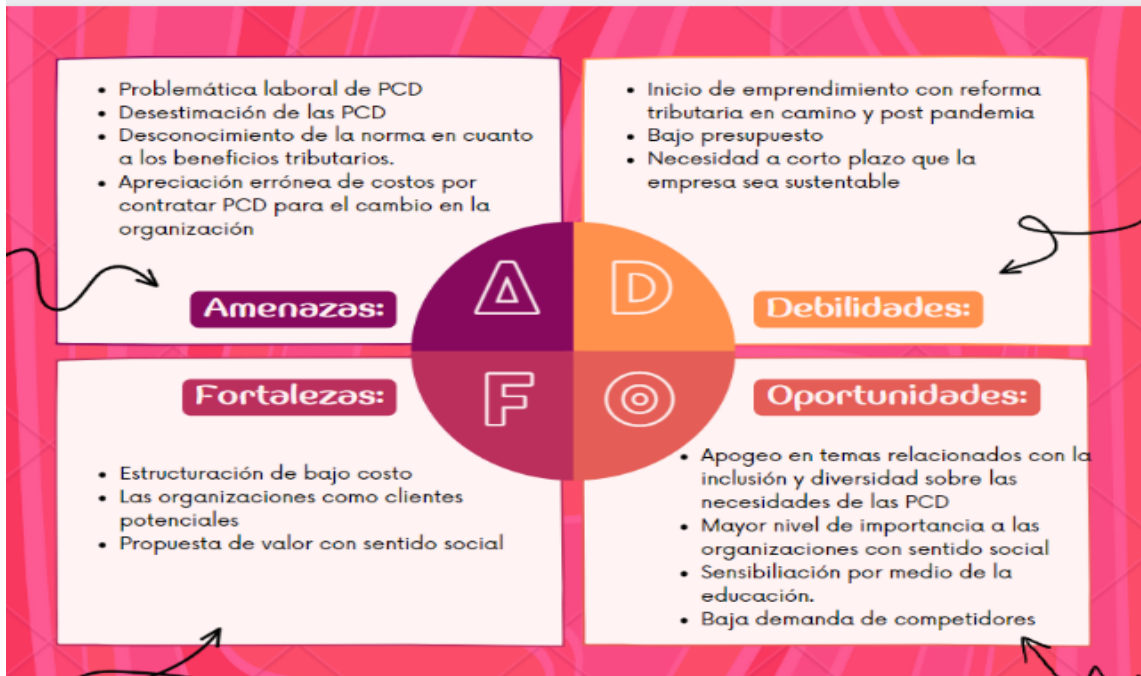 • Problemática laboral de PCD
• Desestimación de las PCD
• Desconocimiento de la norma en cuanto
a los beneficios tributarios.
• Apreciación errónea de costos por
contratar PCD para el cambio en la
organización
Amenazas:
• Inicio de emprendimiento con reforma
tributaria en camino y post pandemia
• Bajo presupuesto
• Necesidad a corto plazo que la
empresa sea sustentable
Debilidades:
A D
F O
Fortalezas:
• Estructuración de bajo costo
• Las organizaciones como clientes
potenciales
• Propuesta de valor con sentido social
Oportunidades:
• Apogeo en temas relacionados con la
inclusión y diversidad sobre las
necesidades de las PCD
• Mayor nivel de importancia a las
organizaciones con sentido social
• Sensibiliación por medio de la
educación.
• Baja demanda de competidores